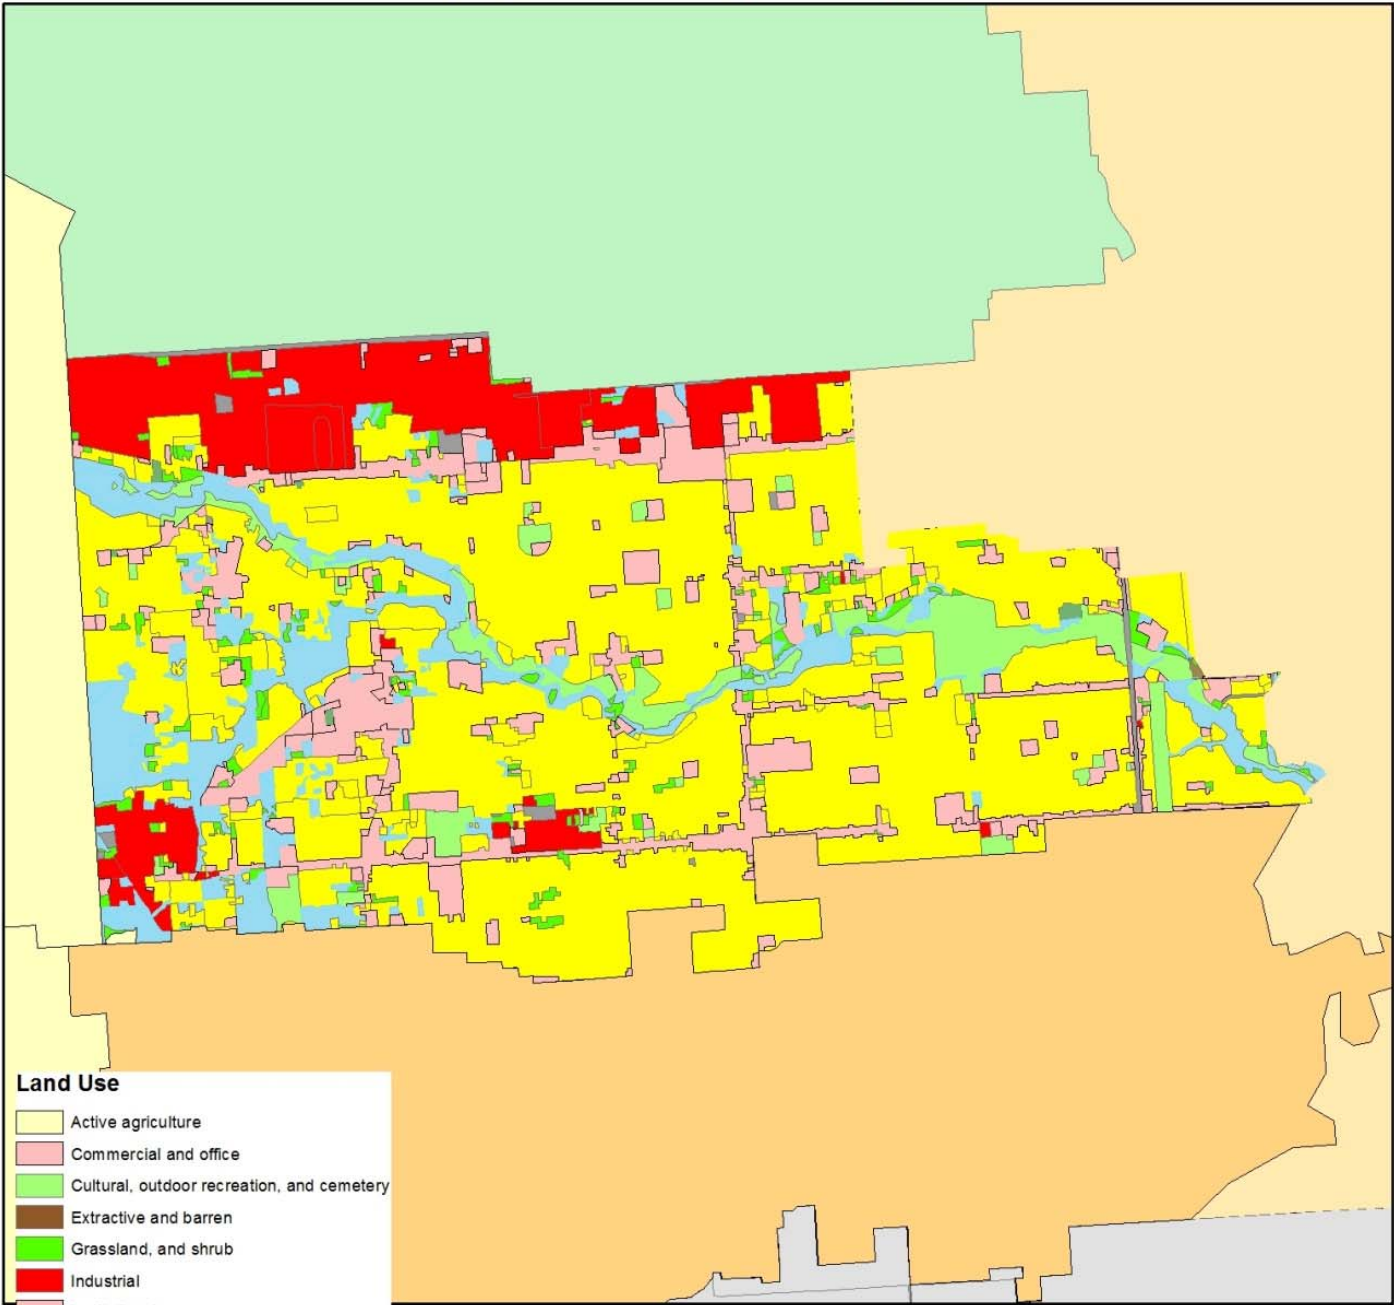 Land Use
Active agriculture
Commercial and office
Cultural, outdoor recreation, and cemetery
Extractive and barren
Grassland, and shrub
Industrial